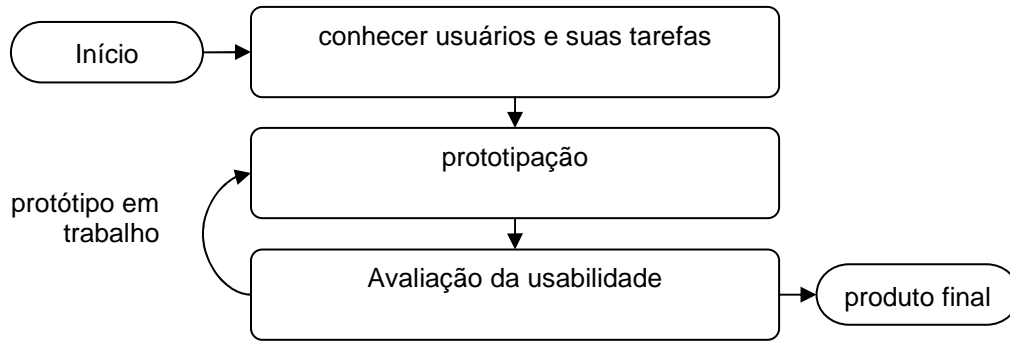 conhecer usuários e suas tarefas
Início
prototipação
protótipo em
trabalho
Avaliação da usabilidade
produto final